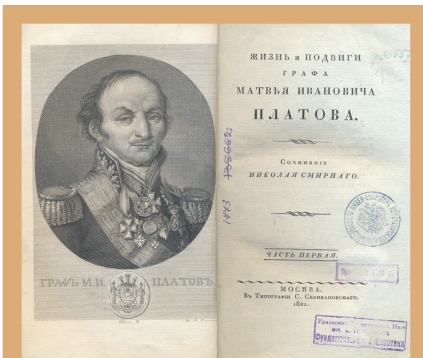 ГРАФЪ М. И. ПЛАТОВЪ
ЖИЗНЬ и ПОДВИГИ
ГРАФА
МАТВѢЯ ИВАНОВИЧА
ПЛАТОВА.
Сочиненіе
НИКОЛАЯ СМИРНАГО.
ЧАСТЬ ПЕРВАЯ.
МОСКВА.
Въ Типографіи С. Селивановскаго.
1821.